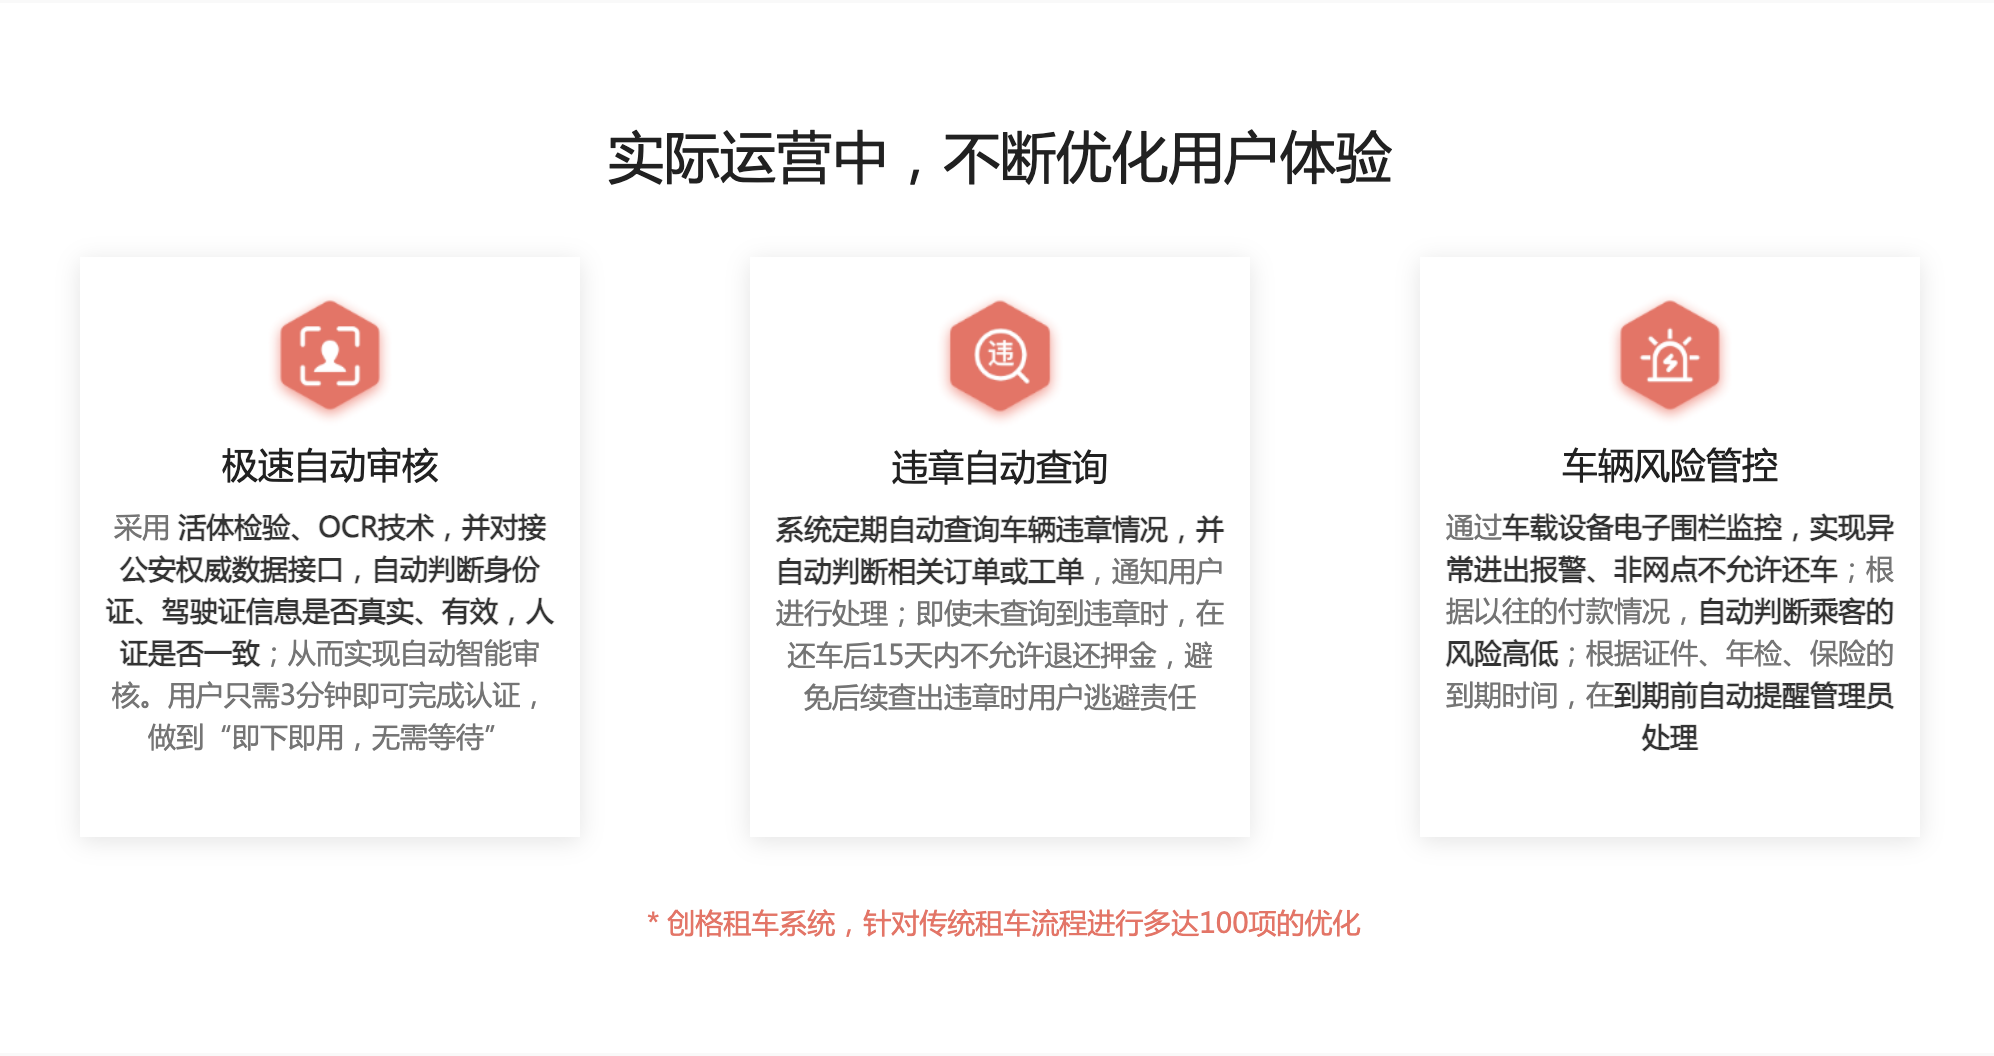 实际运营中，不断优化用户体验
极速自动审核
采用 活体检验、OCR技术，并对接
公安权威数据接口，自动判断身份
证、驾驶证信息是否真实、有效，人
证是否一致；从而实现自动智能审
核。用户只需3分钟即可完成认证，
做到“即下即用，无需等待”
违
违章自动查询
系统定期自动查询车辆违章情况，并
自动判断相关订单或工单，通知用户
进行处理；即使未查询到违章时，在
还车后15天内不允许退还押金，避
免后续查出违章时用户逃避责任
车辆风险管控
通过车载设备电子围栏监控，实现异
常进出报警、非网点不允许还车；根
据以往的付款情况，自动判断乘客的
风险高低；根据证件、年检、保险的
到期时间，在到期前自动提醒管理员
处理
* 创格租车系统，针对传统租车流程进行多达100项的优化